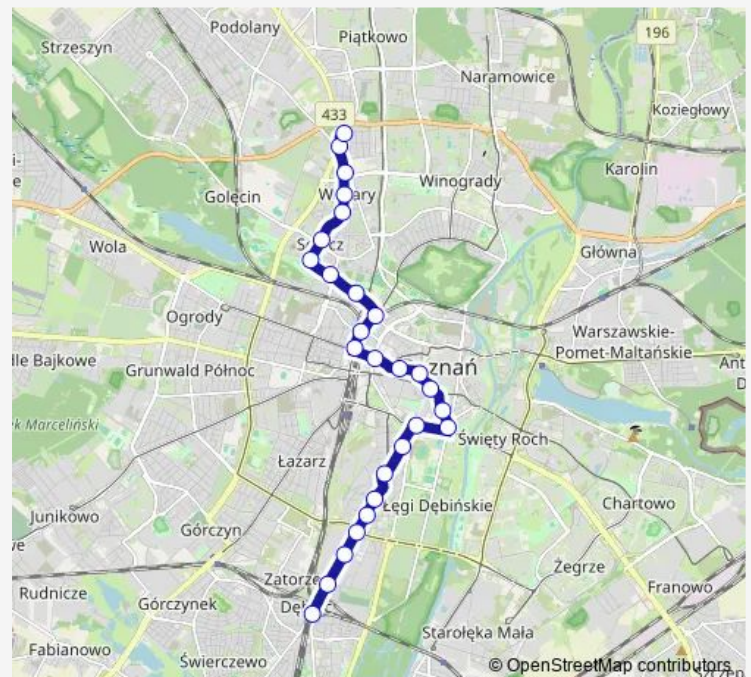 Podolany
Piątkowo
196
Strzeszyn
Naramowice
433
Koziegłowy
Karolin
Winogrady
Golęcin
Wola
Główna
Ogrody
Warszawskie-
Pomet-Maltańskie
Grunwald Północ
Święty Roch
Łazarz
Łęgi Dębińskie
Chartowo
Junikowo
Górczyn
Żegrze
Rudnicze
Zatorze
Franowo
Górczynek
Starołęka Mała
Fabianowo
Świerczewo
© OpenStreetMap contributors